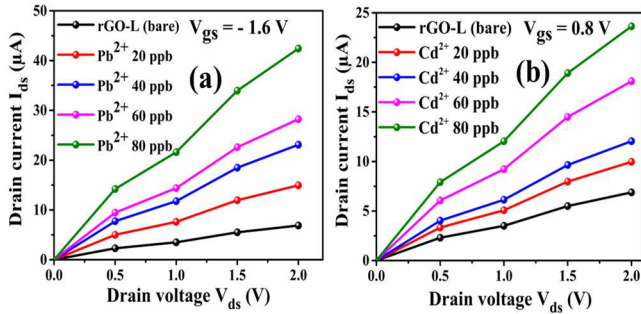 rGO-L (bare) V_gs = - 1.6 V
Pb²⁺ 20 ppb
Pb²⁺ 40 ppb
Pb²⁺ 60 ppb
Pb²⁺ 80 ppb
(a)
50
40
30
20
10
0
0.0 0.5 1.0 1.5 2.0
Drain voltage V_ds (V)
Drain current I_ds (µA)
rGO-L (bare) V_gs = 0.8 V
Cd²⁺ 20 ppb
Cd²⁺ 40 ppb
Cd²⁺ 60 ppb
Cd²⁺ 80 ppb
(b)
25
20
15
10
5
0
0.0 0.5 1.0 1.5 2.0
Drain voltage V_ds (V)
Drain current I_ds (µA)